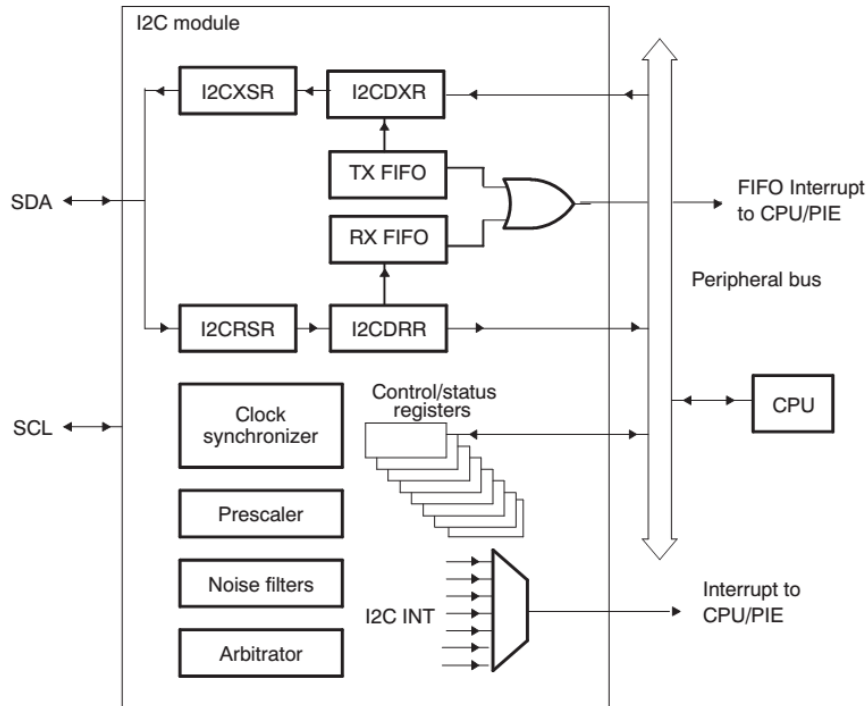 I2C module
I2CXSR
I2CDXR
TX FIFO
SDA
FIFO Interrupt
to CPU/PIE
RX FIFO
Peripheral bus
I2CRSR
I2CDRR
Control/status
registers
Clock
synchronizer
SCL
CPU
Prescaler
Noise filters
I2C INT
Interrupt to
CPU/PIE
Arbitrator